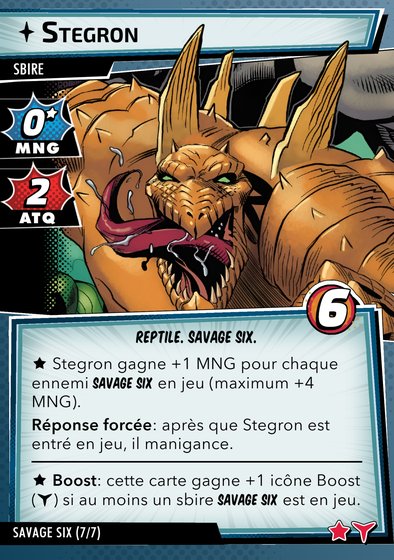 STEGRON
SBIRE
0
MNG
2
ATQ
6
REPTILE. SAVAGE SIX.
Stegron gagne +1 MNG pour chaque
ennemi SAVAGE SIX en jeu (maximum +4
MNG).
Réponse forcée : après que Stegron est
entré en jeu, il manigance.
Boost : cette carte gagne +1 icône Boost
( ) si au moins un sbire SAVAGE SIX est en jeu.
SAVAGE SIX (7/7)